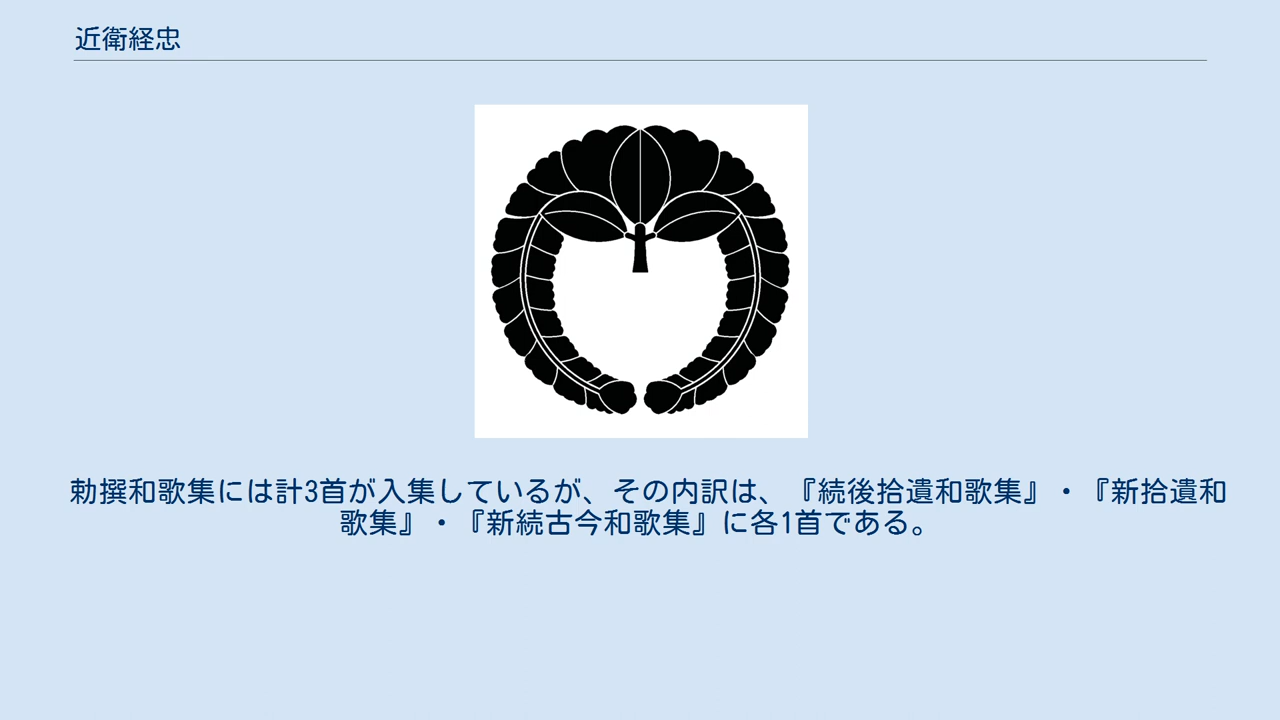 近衛経忠
勅撰和歌集には計3首が入集しているが、その内訳は、『続後拾遺和歌集』・『新拾遺和
歌集』・『新続古今和歌集』に各1首である。